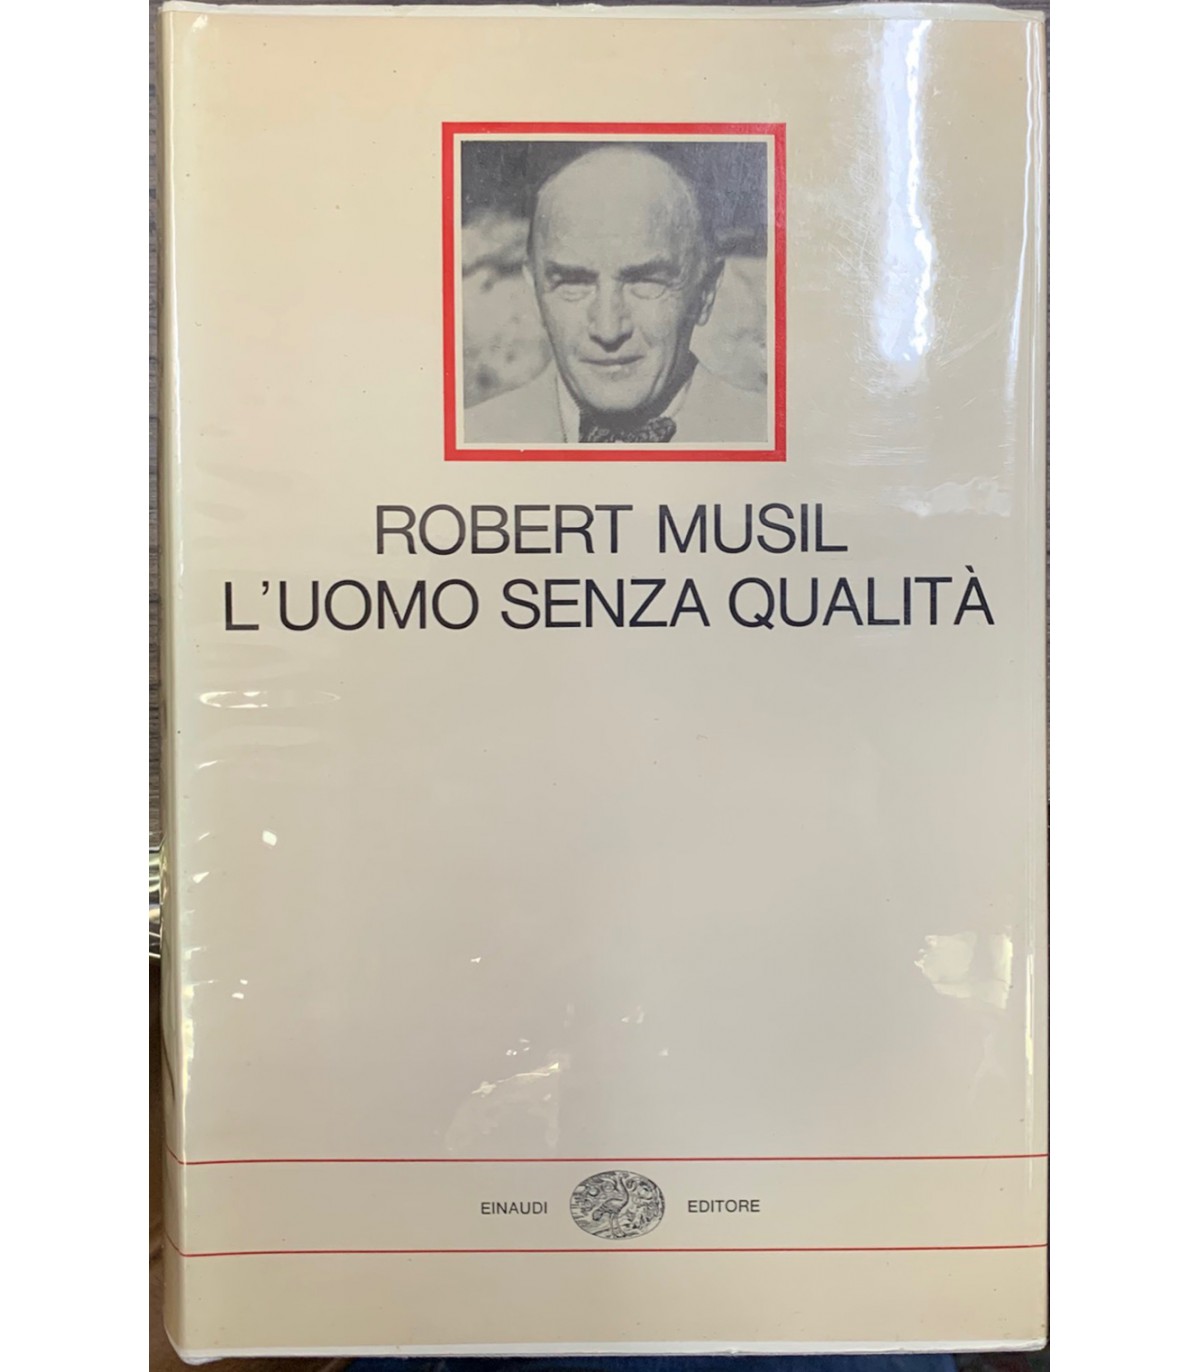 ROBERT MUSIL
L'UOMO SENZA QUALITÀ
EINAUDI EDITORE